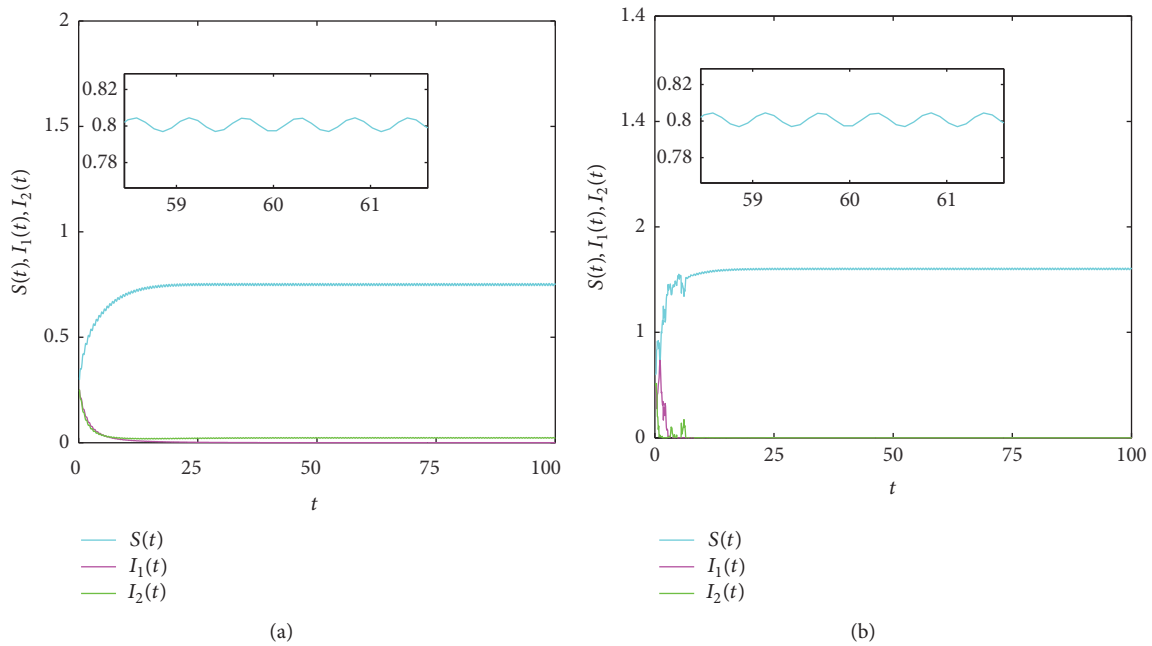 2
1.5
1
0.5
0
S(t), I₁(t), I₂(t)
0.82
0.8
0.78
59 60 61
0 25 50 75 100
t
S(t)
I₁(t)
I₂(t)
(a)
1.4
1.4
2
1
0
S(t), I₁(t), I₂(t)
0.82
0.8
0.78
59 60 61
0 25 50 75 100
t
S(t)
I₁(t)
I₂(t)
(b)